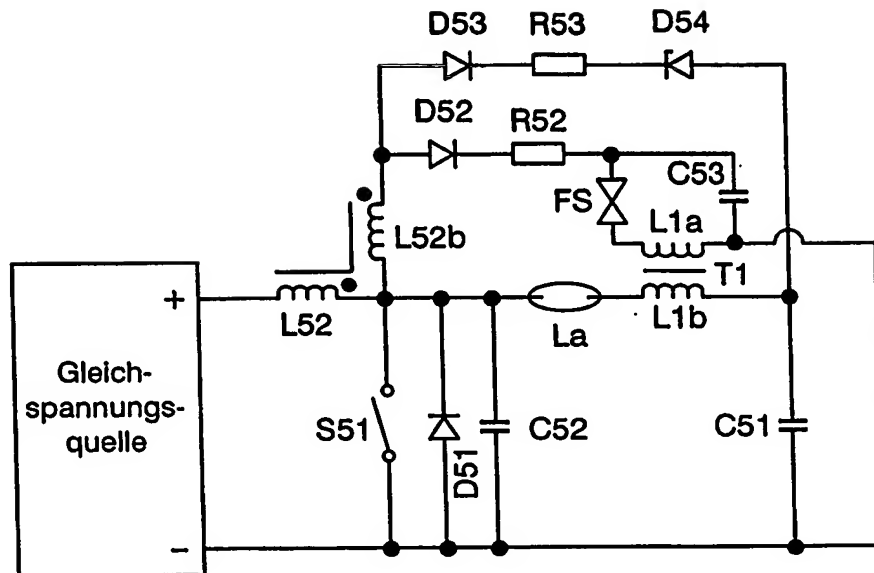 D53
R53
D54
D52
R52
C53
FS
L1a
L52b
T1
+
L52
La
L1b
Gleich-
spannungs-
quelle
S51
D51
C52
C51
−